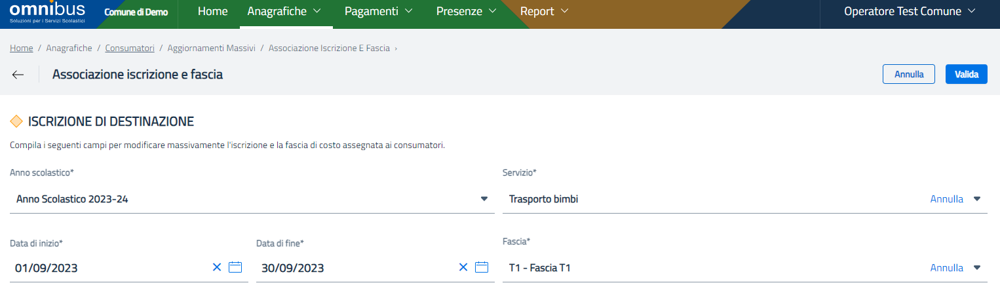 omnibus
Soluzioni per i Servizi Scolastici
Comune di Demo
Home Anagrafiche Pagamenti Presenze Report Operatore Test Comune
Home / Anagrafiche / Consumatori / Aggiornamenti Massivi / Associazione Iscrizione E Fascia ›
← Associazione iscrizione e fascia Annulla Valida
ISCRIZIONE DI DESTINAZIONE
Compila i seguenti campi per modificare massivamente l'iscrizione e la fascia di costo assegnata ai consumatori.
Anno scolastico* Servizio*
Anno Scolastico 2023-24 Trasporto bimbi Annulla
Data di inizio* Data di fine* Fascia*
01/09/2023 30/09/2023 T1 - Fascia T1 Annulla